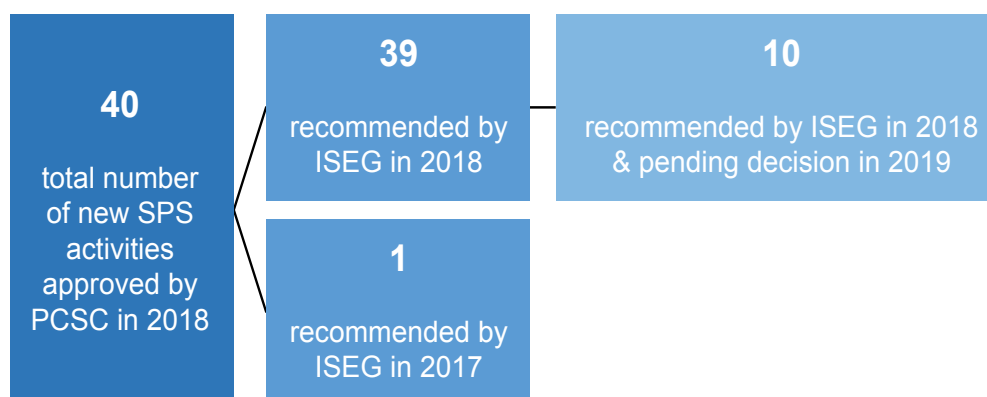 40
total number
of new SPS
activities
approved by
PCSC in 2018
39
recommended by
ISEG in 2018
10
recommended by ISEG in 2018
& pending decision in 2019
1
recommended by
ISEG in 2017